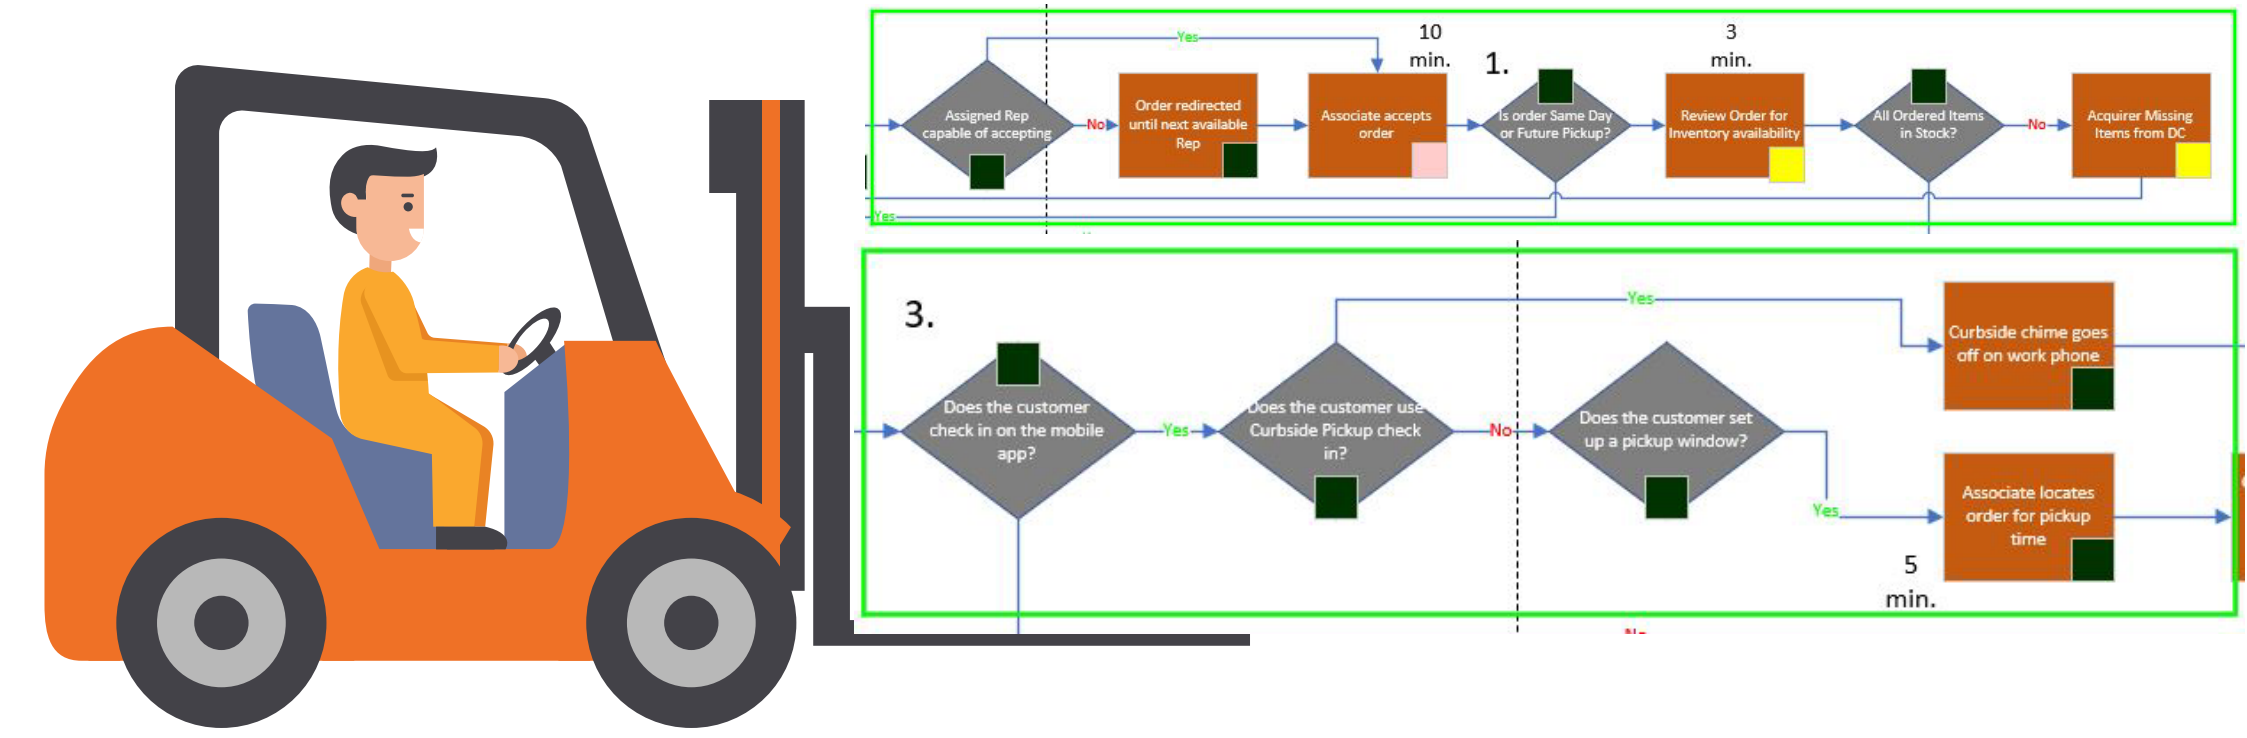 Yes
10
min.
1.
3
min.
Assigned Rep
capable of accepting
No
Order redirected
until next available
Rep
Associate accepts
order
Is order Same Day
or Future Pickup?
Review Order for
Inventory availability
All Ordered Items
in Stock?
No
Acquirer Missing
Items from DC
Yes
3.
Yes
Curbside chime goes
off on work phone
Does the customer
check in on the mobile
app?
Yes
Does the customer use
Curbside Pickup check
in?
No
Does the customer set
up a pickup window?
Yes
Associate locates
order for pickup
time
5
min.